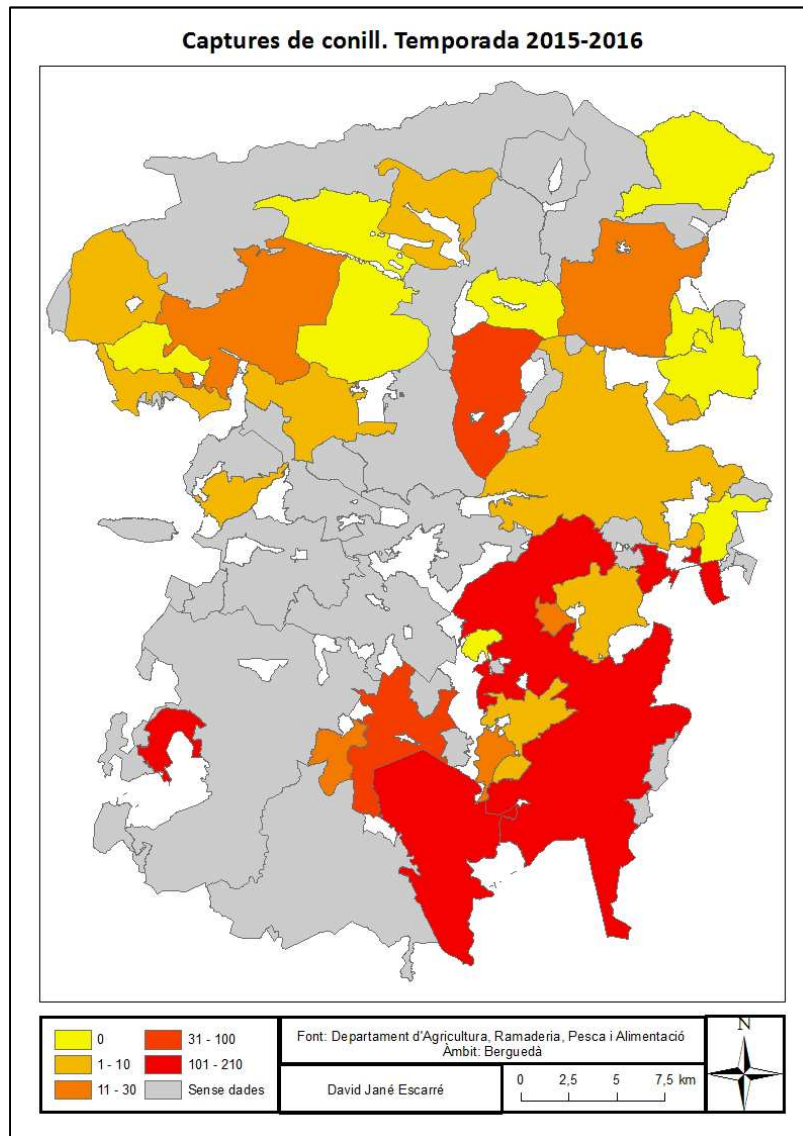 Captures de conill. Temporada 2015-2016
0
1 - 10
11 - 30
31 - 100
101 - 210
Sense dades
Font: Departament d'Agricultura, Ramaderia, Pesca i Alimentació
Àmbit: Berguedà
David Jané Escarré
0 2,5 5 7,5 km
N